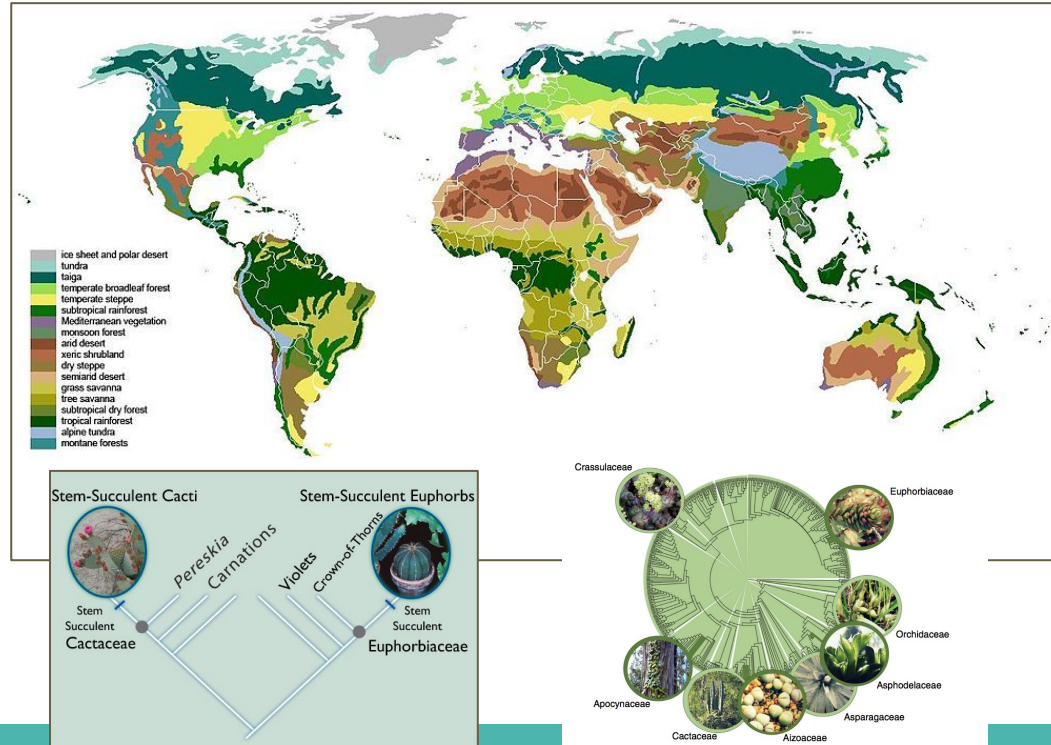 ice sheet and polar desert
tundra
taiga
temperate broadleaf forest
temperate steppe
subtropical rainforest
Mediterranean vegetation
monsoon forest
arid desert
xeric shrubland
dry steppe
semiarid desert
grass savanna
tree savanna
subtropical dry forest
tropical rainforest
alpine tundra
montane forests
Stem-Succulent Cacti
Stem-Succulent Euphorbs
Pereskia
Carnations
Violets
Crown-of-Thorns
Stem
Succulent
Cactaceae
Stem
Succulent
Euphorbiaceae
Crassulaceae
Euphorbiaceae
Orchidaceae
Asphodelaceae
Asparagaceae
Aizoaceae
Cactaceae
Apocynaceae